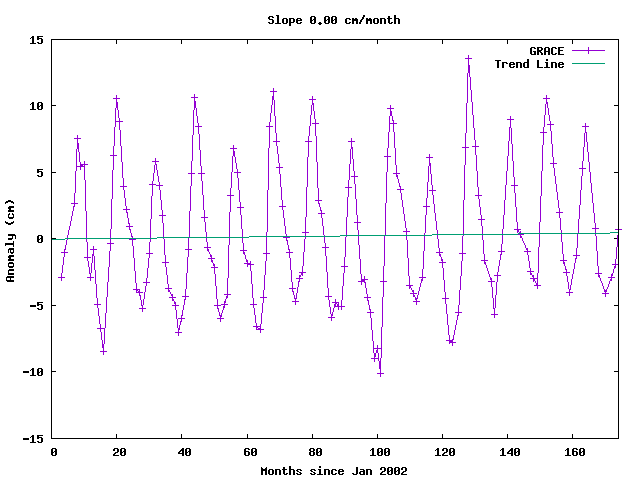 Slope 0.00 cm/month
GRACE
Trend Line
15
10
5
0
-5
-10
-15
Anomaly (cm)
0 20 40 60 80 100 120 140 160
Months since Jan 2002